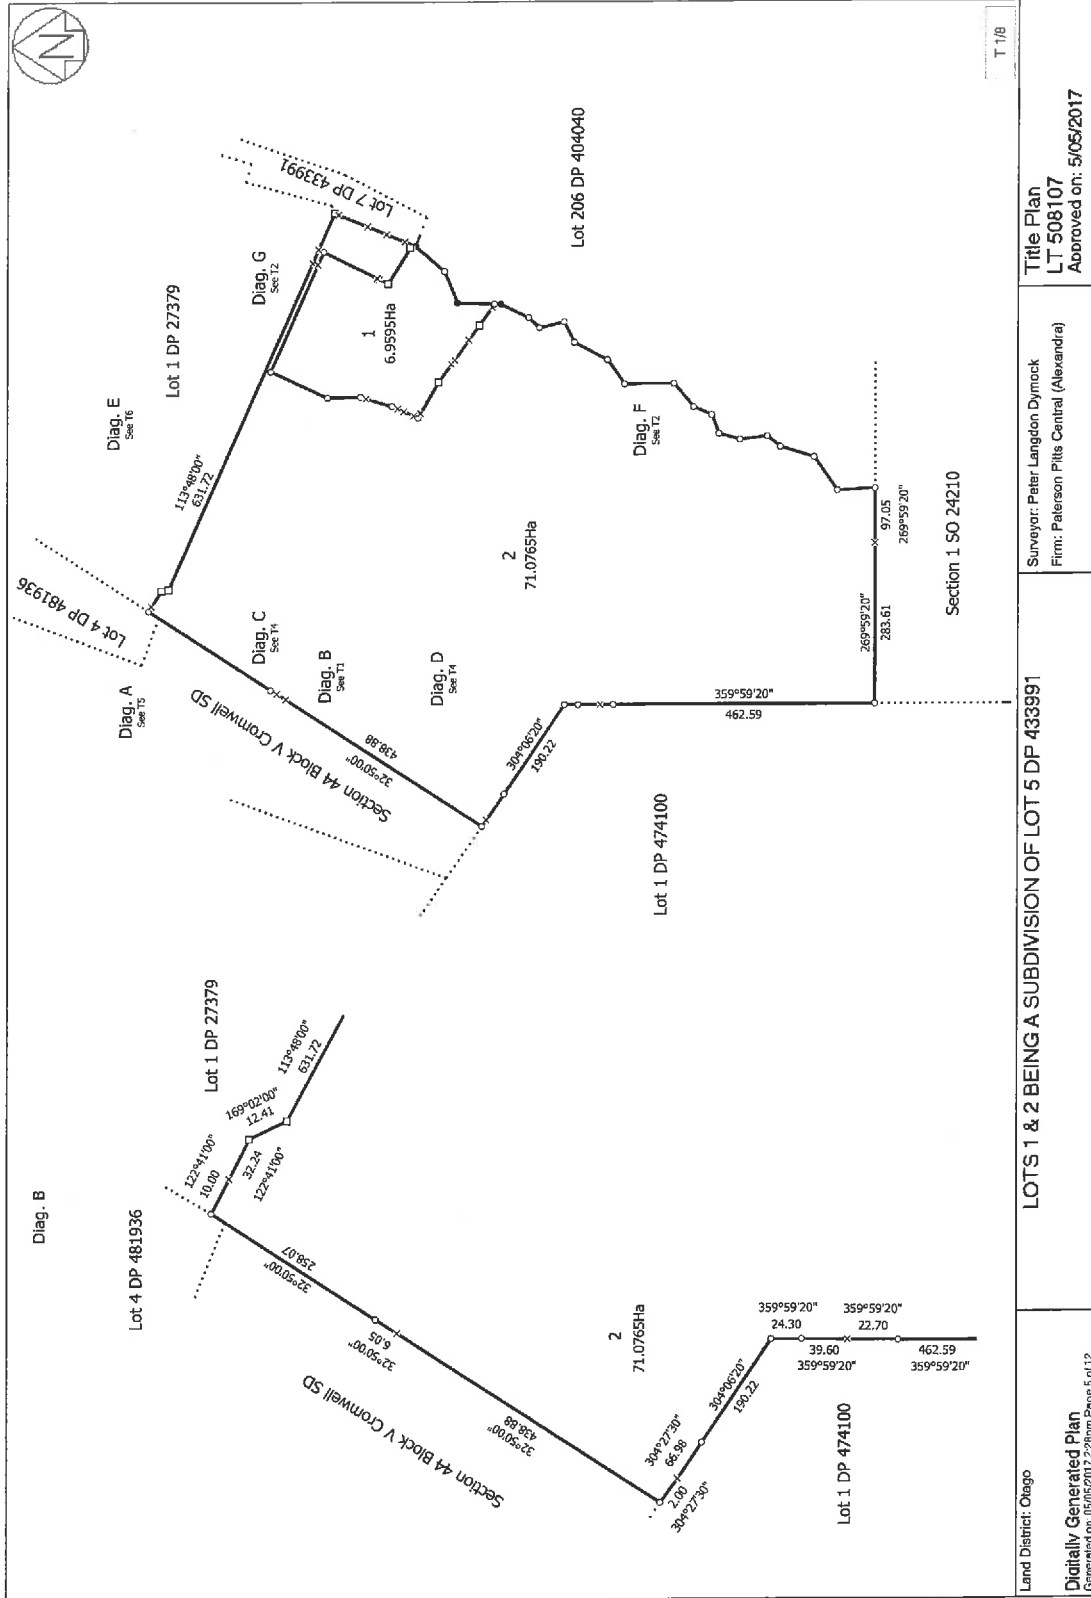 Diag. B
Lot 4 DP 481936
Lot 1 DP 27379
122°41'00"
10.00
32.24
122°41'00"
169°02'00"
12.41
113°48'00"
631.72
258.07
32°50'00"
6.05
32°50'00"
Section 44 Block V Cromwell SD
438.88
32°50'00"
2
71.0765Ha
304°27'30"
66.98
2.00
304°27'30"
304°06'20"
190.22
359°59'20"
24.30
39.60
359°59'20"
359°59'20"
22.70
462.59
359°59'20"
Lot 1 DP 474100
N
Diag. A
See T5
Lot 4 DP 481936
Diag. E
See T6
Lot 1 DP 27379
113°48'00"
631.72
Diag. G
See T2
Lot 7 DP 433991
1
6.9595Ha
Lot 206 DP 404040
Diag. C
See T4
Diag. B
See T1
Diag. D
See T4
Section 44 Block V Cromwell SD
438.88
32°50'00"
2
71.0765Ha
Diag. F
See T2
304°06'20"
190.22
359°59'20"
462.59
Lot 1 DP 474100
269°59'20"
283.61
97.05
269°59'20"
Section 1 SO 24210
T 1/8
Land District: Otago
Digitally Generated Plan
Generated on: 05/05/2017 2:28pm Page 5 of 12
LOTS 1 & 2 BEING A SUBDIVISION OF LOT 5 DP 433991
Surveyor: Peter Langdon Dymock
Firm: Paterson Pitts Central (Alexandra)
Title Plan
LT 508107
Approved on: 5/05/2017